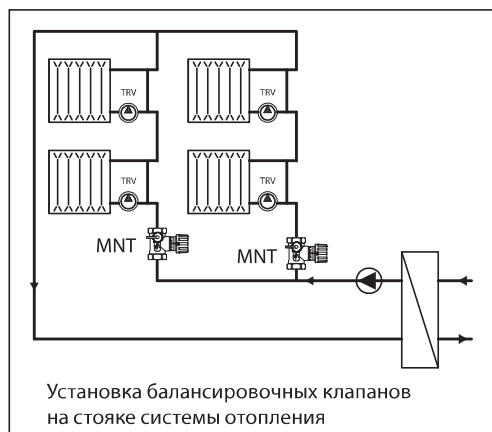 TRV
TRV
TRV
TRV
MNT
MNT
Установка балансировочных клапанов
на стояке системы отопления